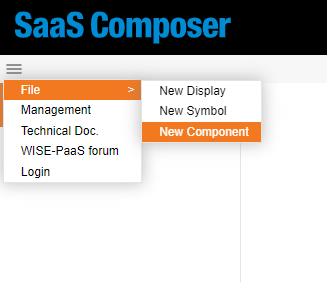 SaaS Composer
File >
New Display
Management
New Symbol
Technical Doc.
New Component
WISE-PaaS forum
Login